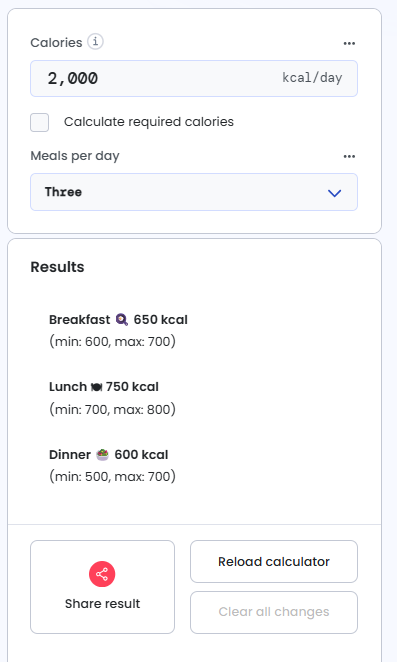 Calories i
...
2,000 kcal/day
Calculate required calories
Meals per day
...
Three
Results
Breakfast 🍳 650 kcal
(min: 600, max: 700)
Lunch 🍽 750 kcal
(min: 700, max: 800)
Dinner 🥗 600 kcal
(min: 500, max: 700)
Share result
Reload calculator
Clear all changes